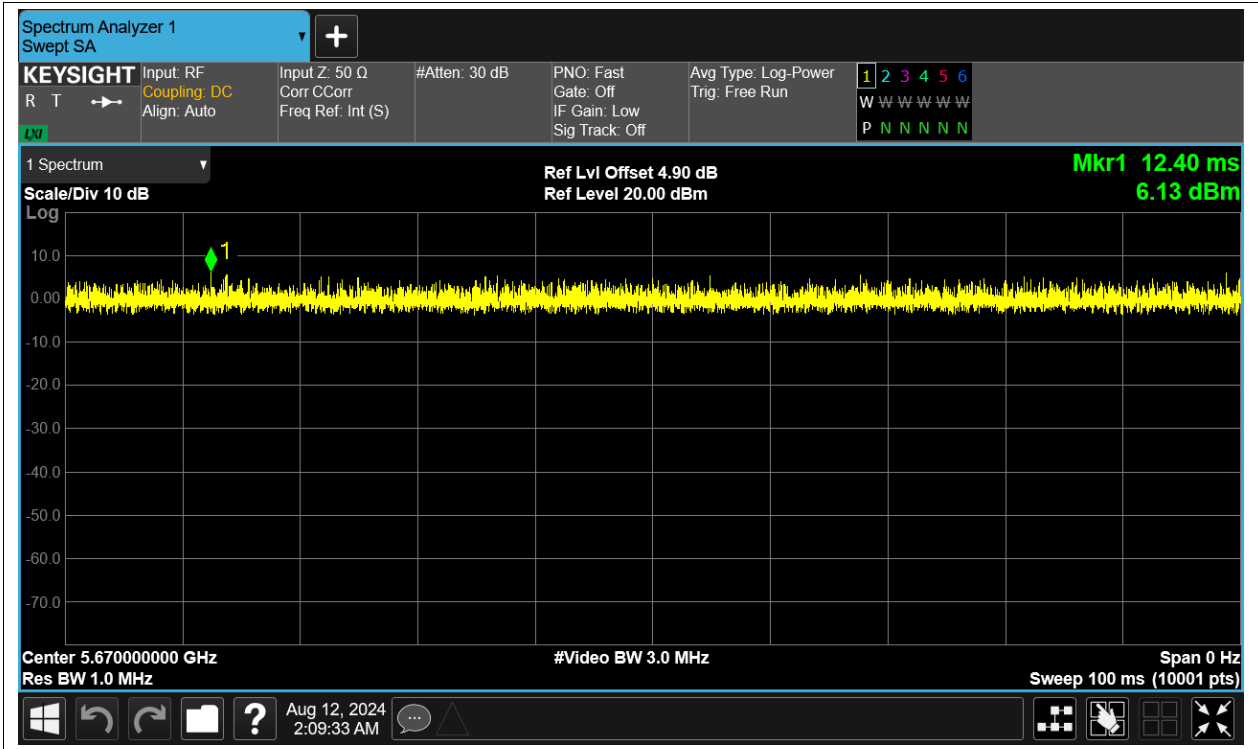 Spectrum Analyzer 1
Swept SA
+
KEYSIGHT
R T
LXI
Input: RF
Coupling: DC
Align: Auto
Input Z: 50 Ω
Corr CCorr
Freq Ref: Int (S)
#Atten: 30 dB
PNO: Fast
Gate: Off
IF Gain: Low
Sig Track: Off
Avg Type: Log-Power
Trig: Free Run
1 2 3 4 5 6
W W W W W W
P N N N N N
1 Spectrum
Scale/Div 10 dB
Ref Lvl Offset 4.90 dB
Ref Level 20.00 dBm
Mkr1 12.40 ms
6.13 dBm
Log
1
10.0
0.00
-10.0
-20.0
-30.0
-40.0
-50.0
-60.0
-70.0
Center 5.670000000 GHz
Res BW 1.0 MHz
#Video BW 3.0 MHz
Span 0 Hz
Sweep 100 ms (10001 pts)
?
Aug 12, 2024
2:09:33 AM